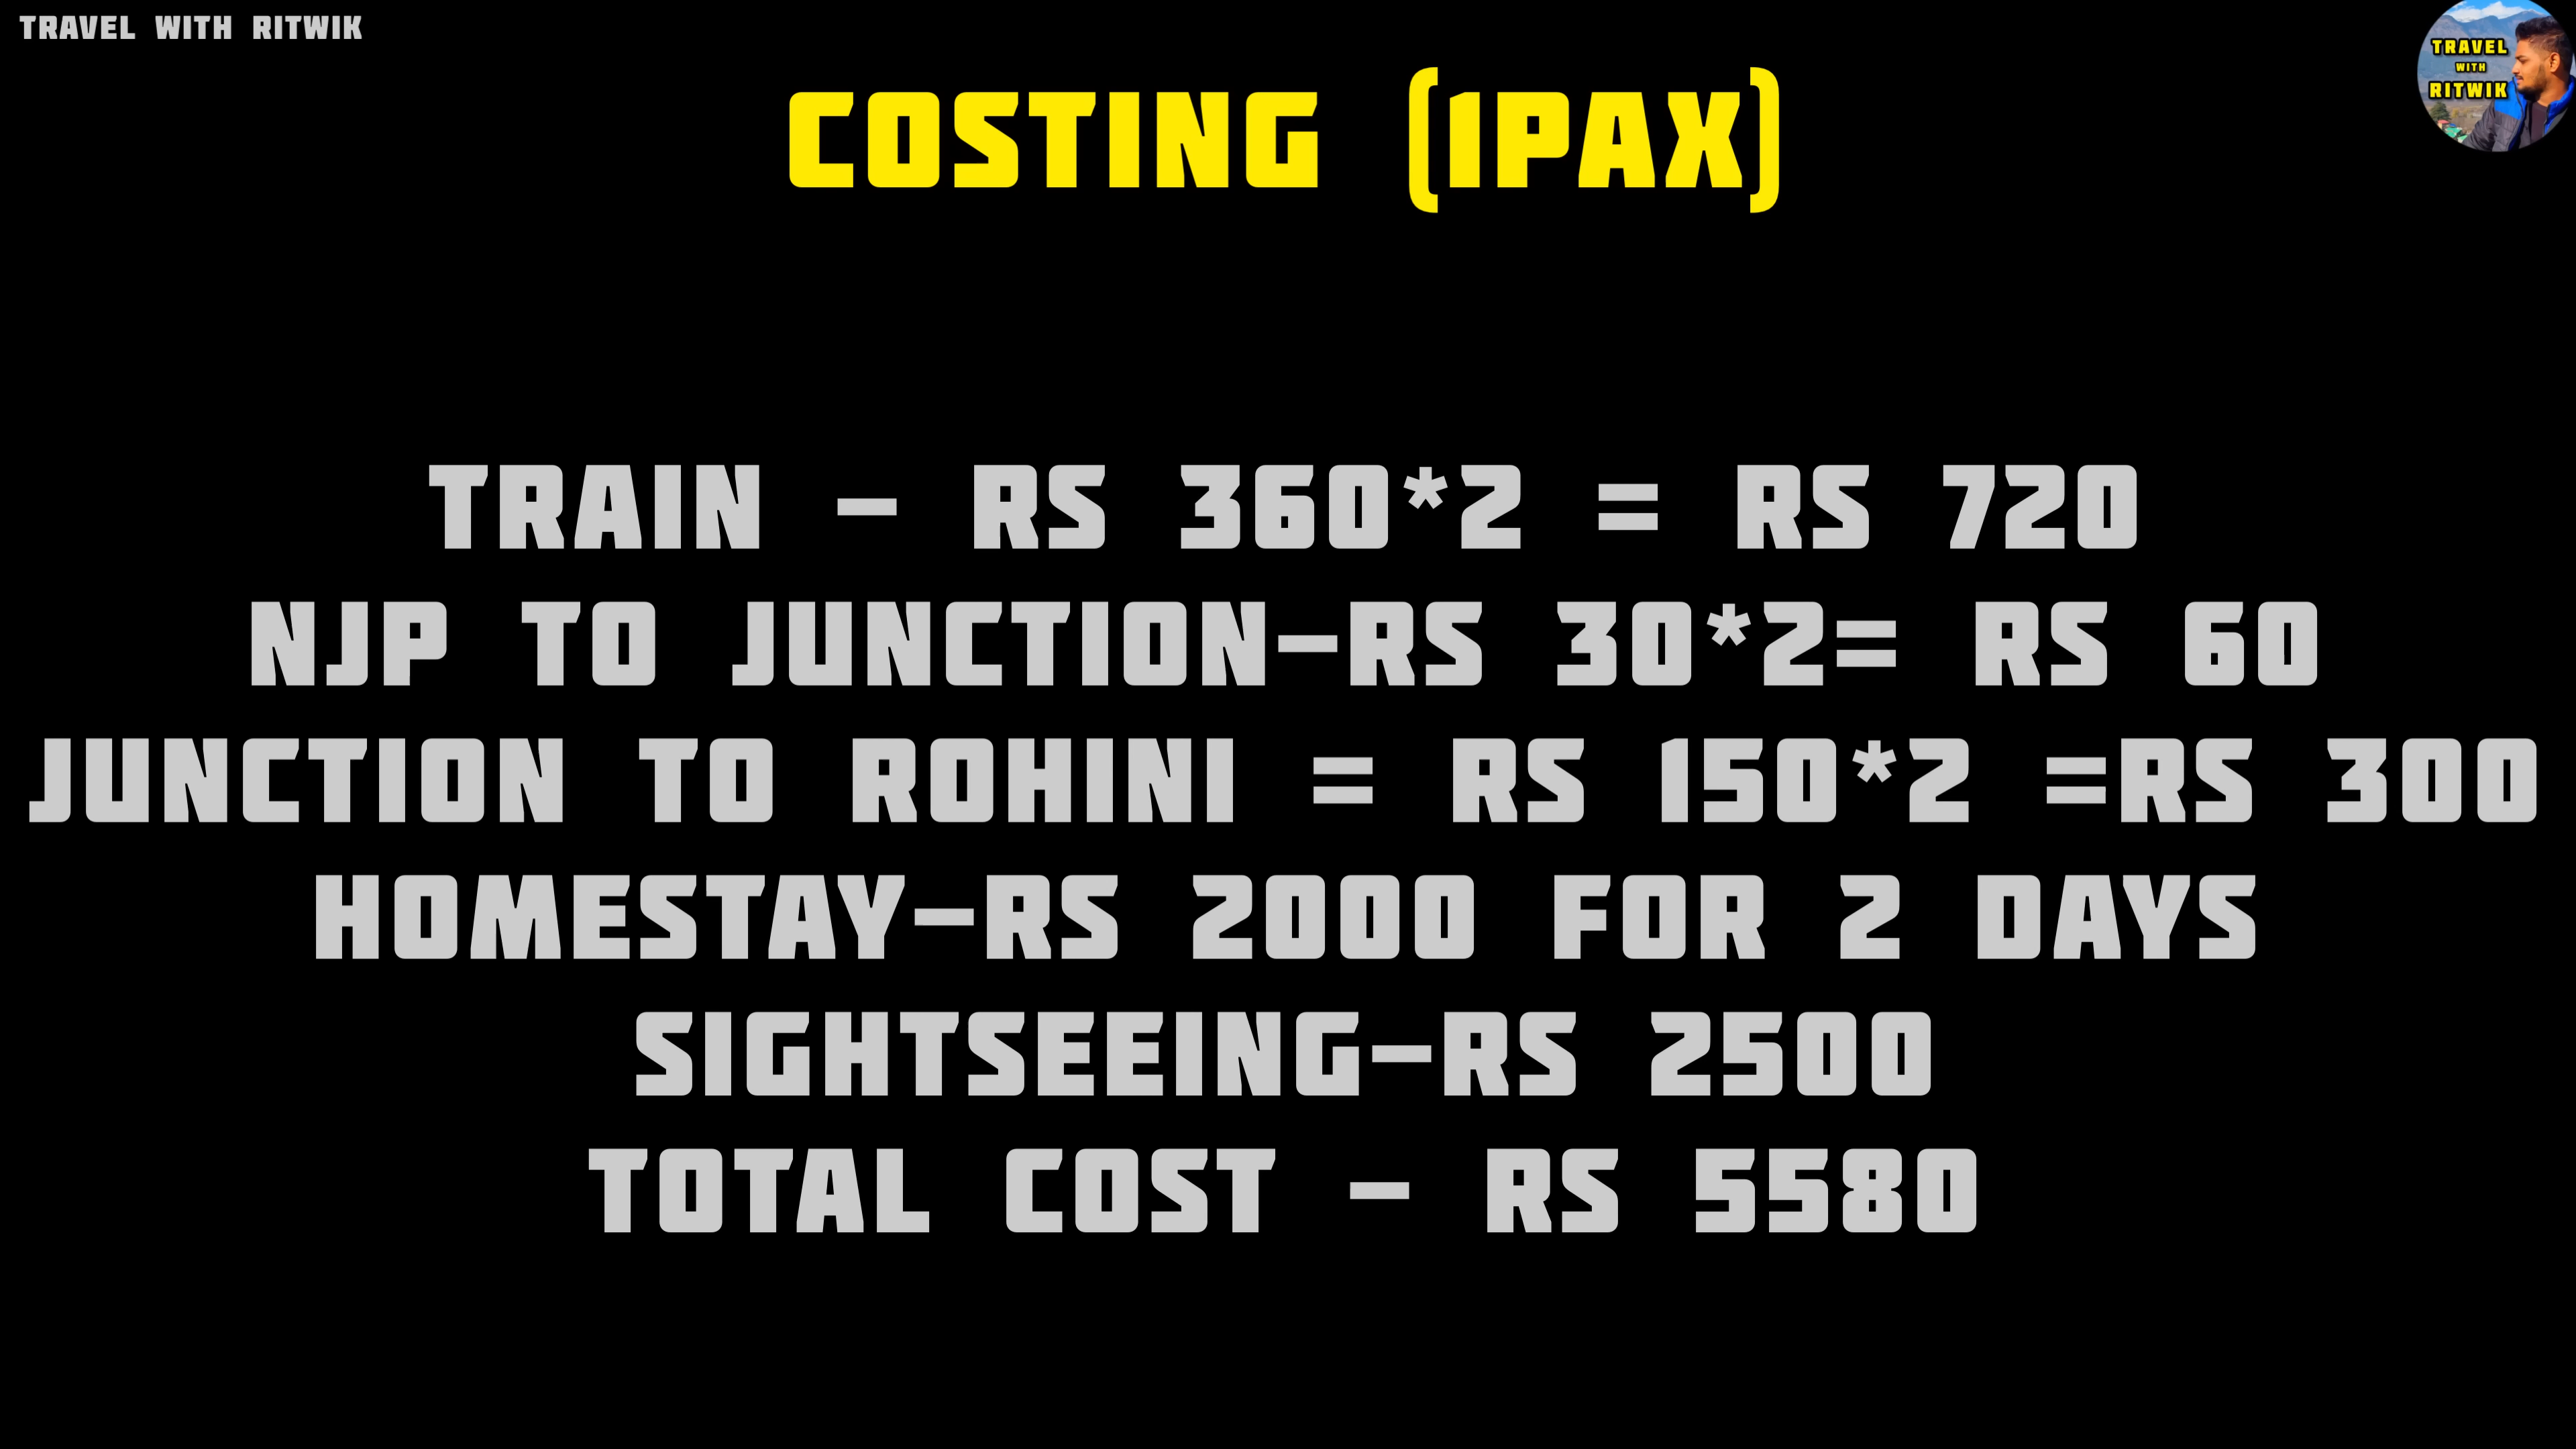 TRAVEL WITH RITWIK
TRAVEL
WITH
RITWIK
COSTING (1PAX)
TRAIN - RS 360*2 = RS 720
NJP TO JUNCTION-RS 30*2= RS 60
JUNCTION TO ROHINI = RS 150*2 =RS 300
HOMESTAY-RS 2000 FOR 2 DAYS
SIGHTSEEING-RS 2500
TOTAL COST - RS 5580